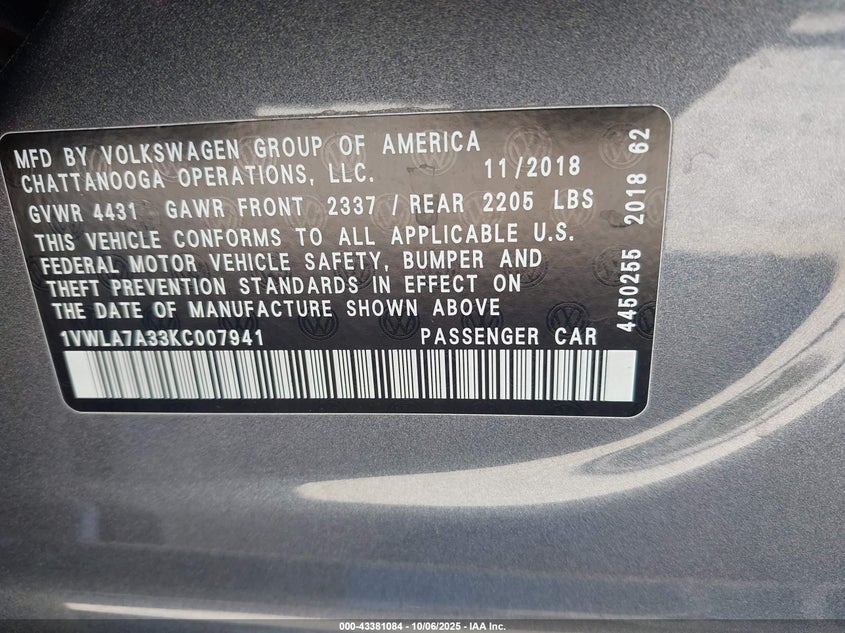 MFD BY VOLKSWAGEN GROUP OF AMERICA
CHATTANOOGA OPERATIONS, LLC. 11/2018
GVWR 4431 GAWR FRONT 2337 / REAR 2205 LBS
THIS VEHICLE CONFORMS TO ALL APPLICABLE U.S.
FEDERAL MOTOR VEHICLE SAFETY, BUMPER AND
THEFT PREVENTION STANDARDS IN EFFECT ON
THE DATE OF MANUFACTURE SHOWN ABOVE
1VWLA7A33KC007941 PASSENGER CAR
4450255 2018 62
000-43381084 - 10/06/2025 - IAA Inc.